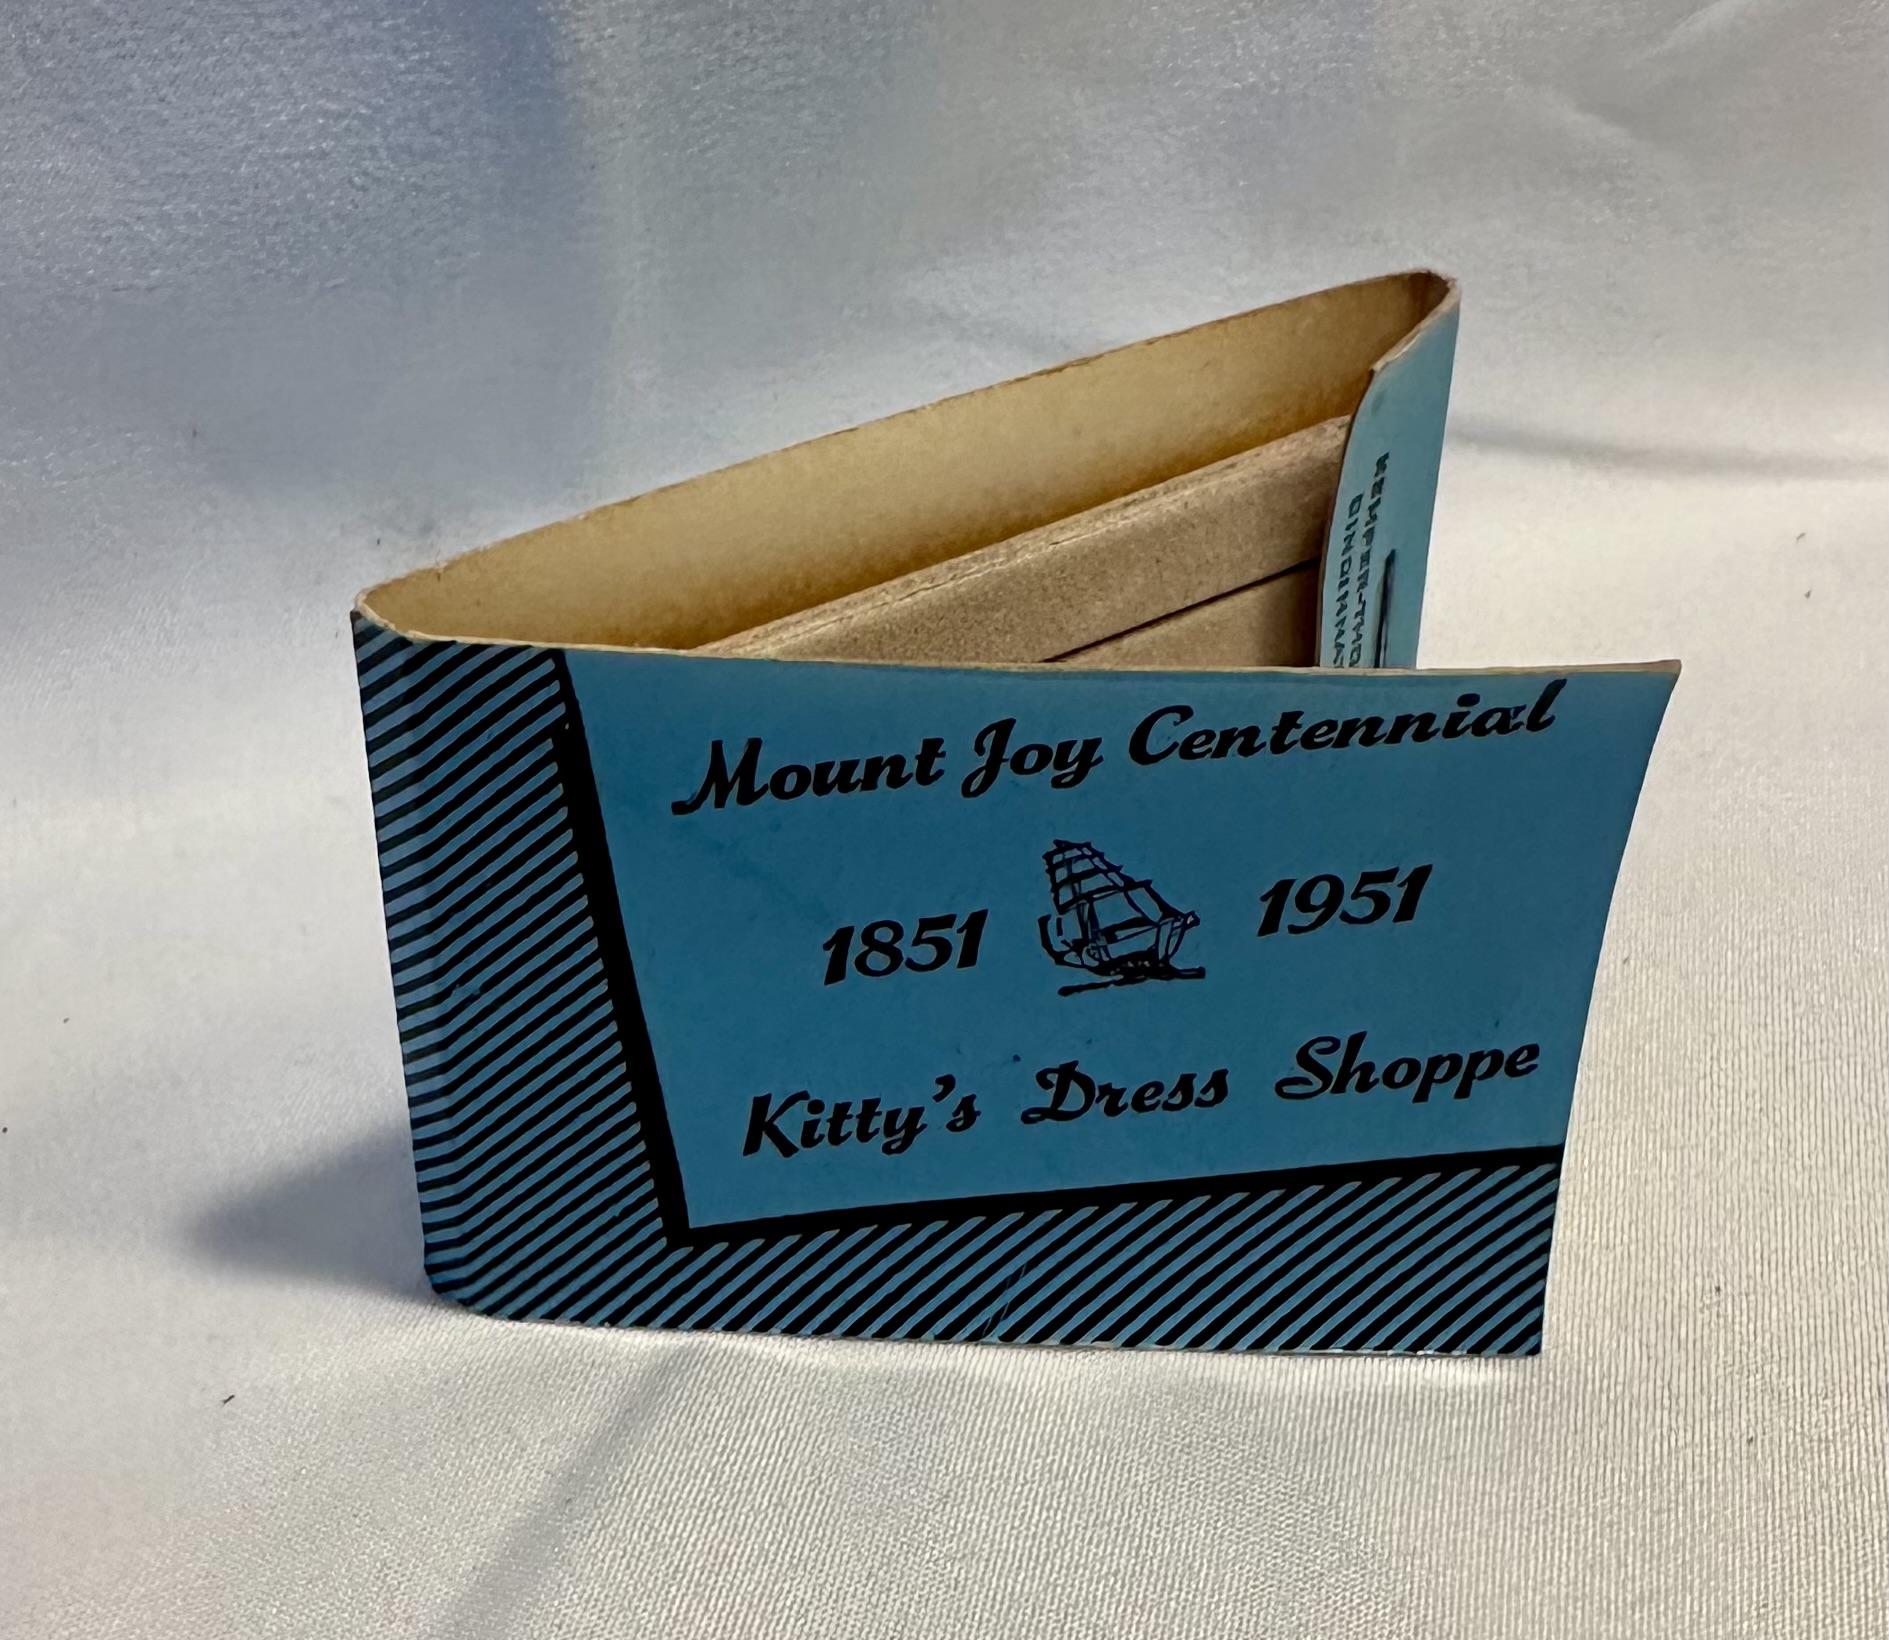 Mount Joy Centennial
1851 1951
Kitty's Dress Shoppe